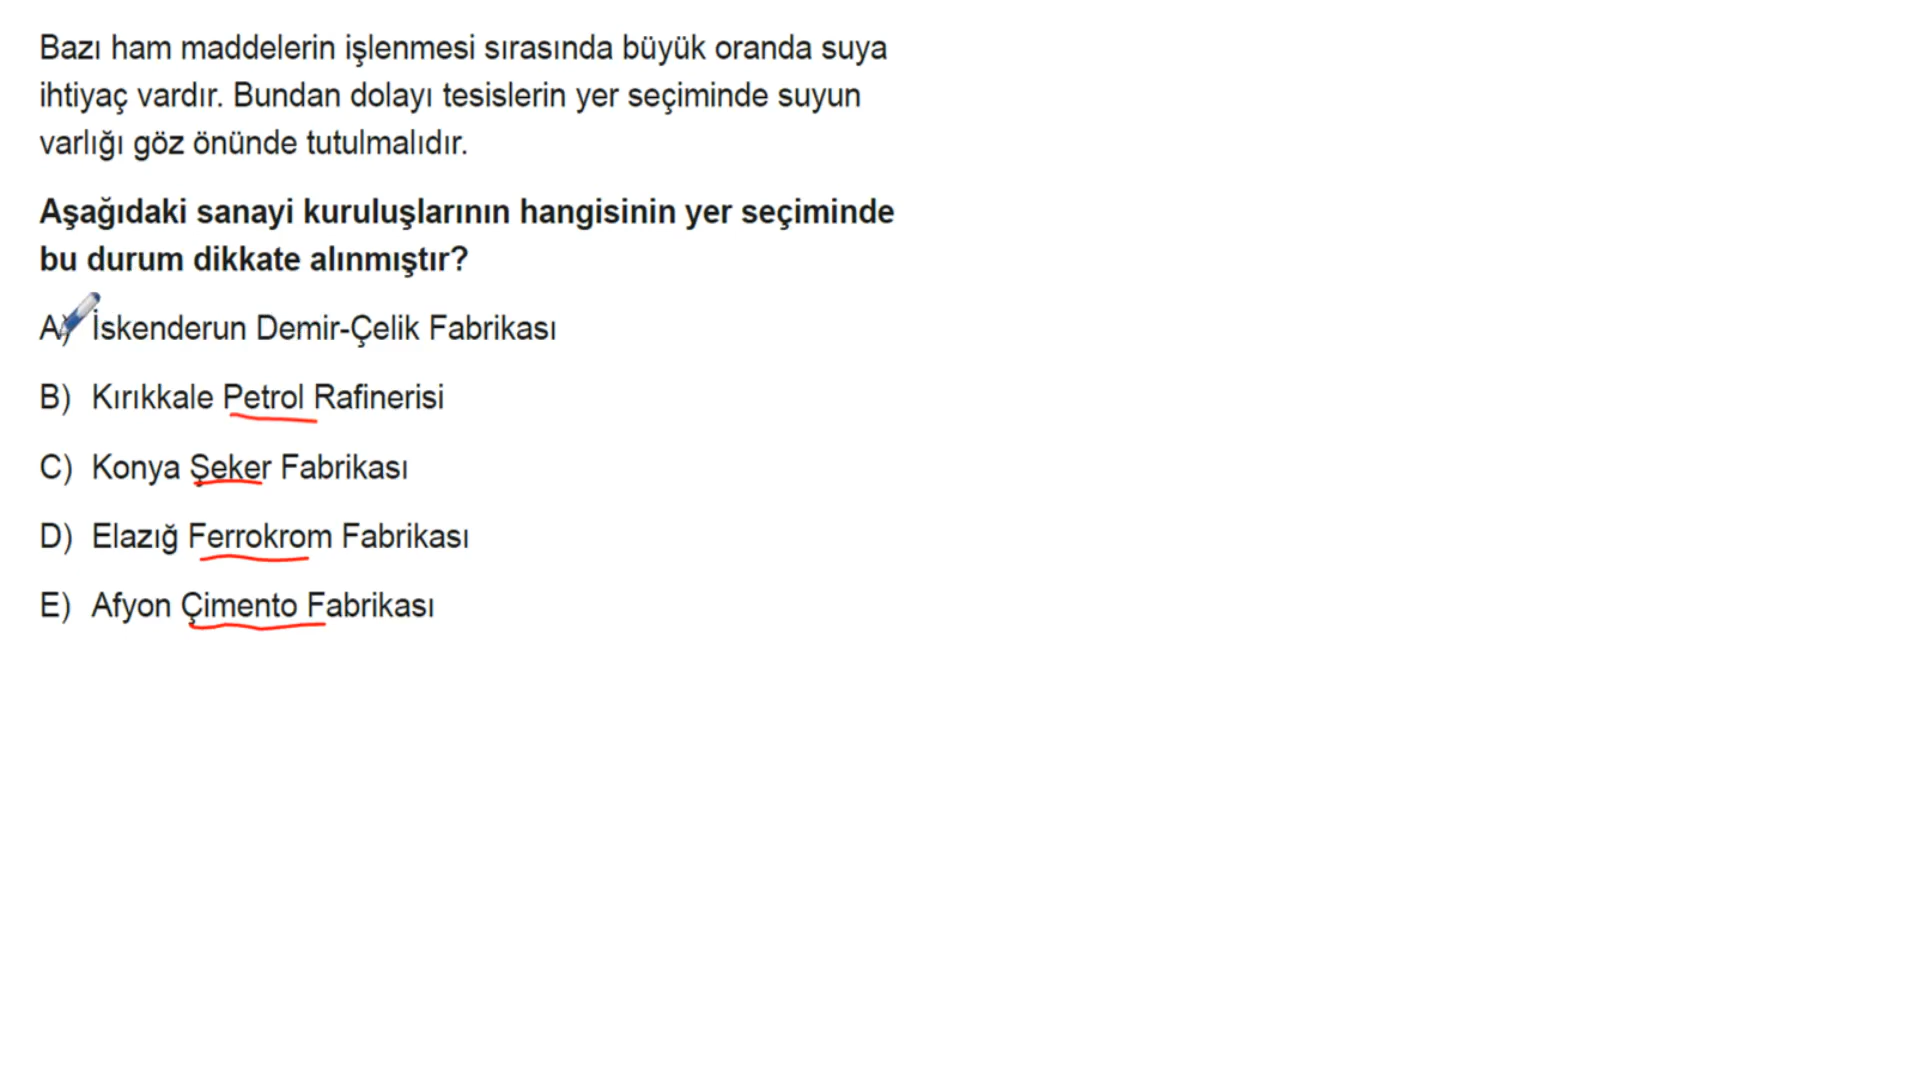 Bazı ham maddelerin işlenmesi sırasında büyük oranda suya
ihtiyaç vardır. Bundan dolayı tesislerin yer seçiminde suyun
varlığı göz önünde tutulmalıdır.
Aşağıdaki sanayi kuruluşlarının hangisinin yer seçiminde
bu durum dikkate alınmıştır?
A) İskenderun Demir-Çelik Fabrikası
B) Kırıkkale Petrol Rafinerisi
C) Konya Şeker Fabrikası
D) Elazığ Ferrokrom Fabrikası
E) Afyon Çimento Fabrikası